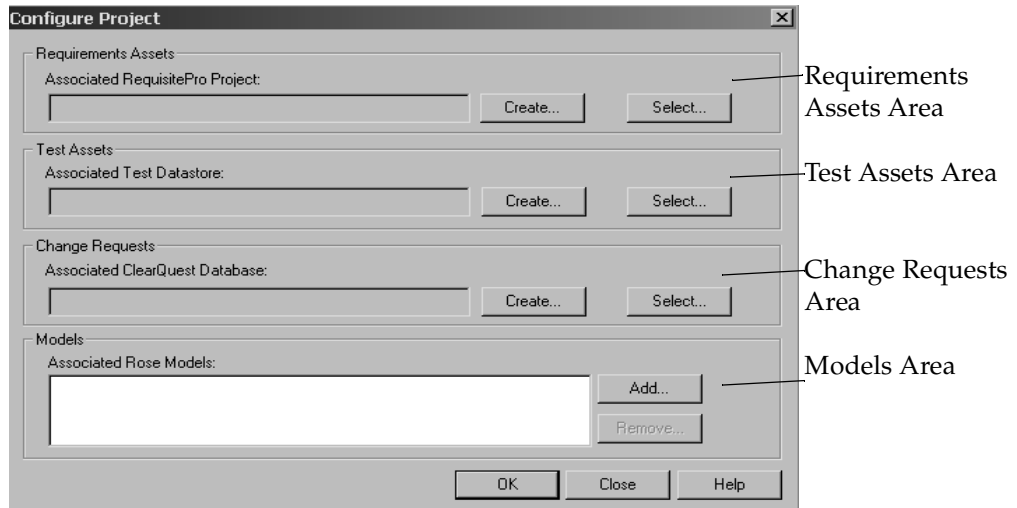 Configure Project
Requirements Assets
Associated RequisitePro Project:
Create...
Select...
Requirements
Assets Area
Test Assets
Associated Test Datastore:
Create...
Select...
Test Assets Area
Change Requests
Associated ClearQuest Database:
Create...
Select...
Change Requests
Area
Models
Associated Rose Models:
Add...
Remove...
Models Area
OK
Close
Help